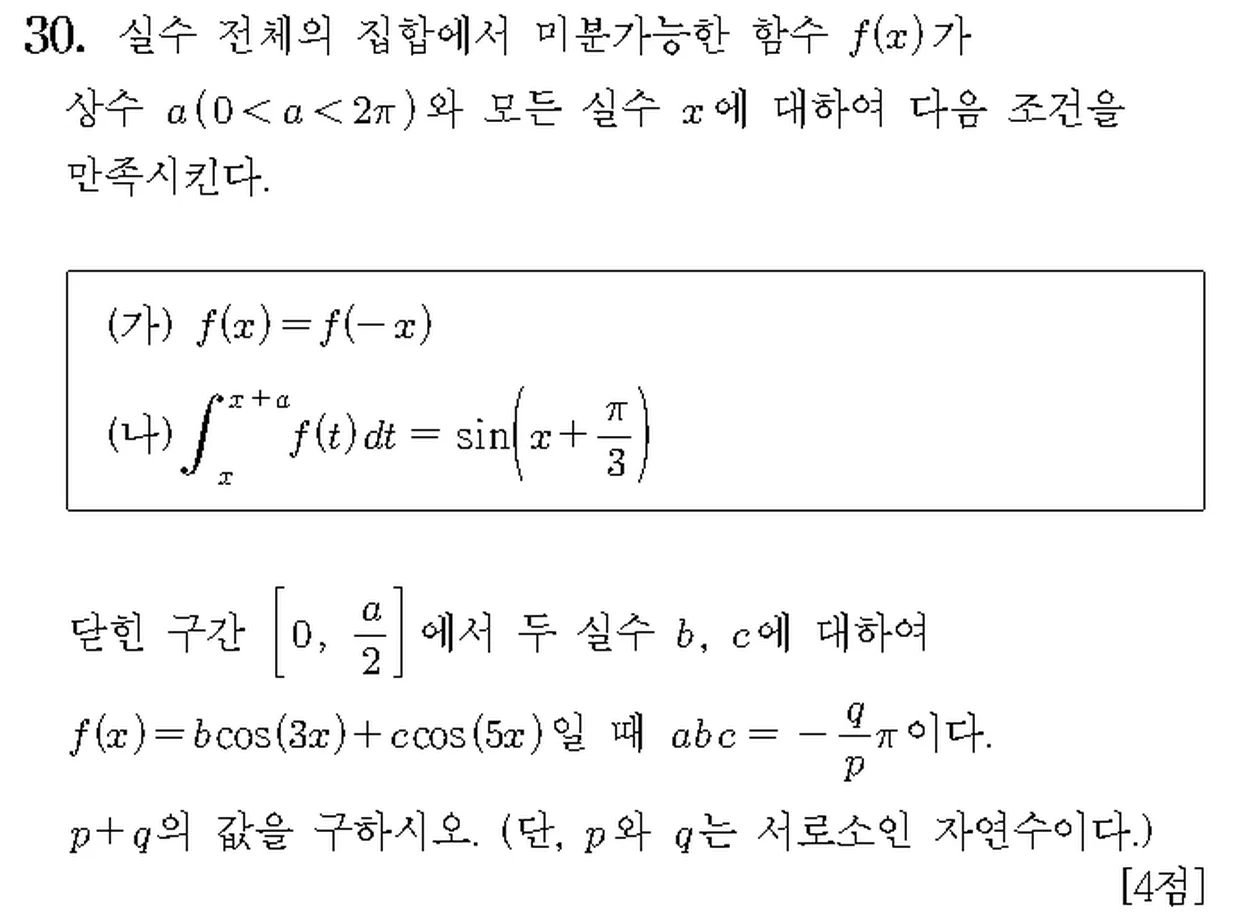 30. 실수 전체의 집합에서 미분가능한 함수 f(x)가
상수 a(0<a<2π)와 모든 실수 x에 대하여 다음 조건을
만족시킨다.
(가) f(x)=f(-x)
(나) ∫_x^{x+a} f(t)dt = sin(x+π/3)
닫힌 구간 [0, a/2]에서 두 실수 b, c에 대하여
f(x)=bcos(3x)+ccos(5x)일 때 abc = -q/p π이다.
p+q의 값을 구하시오. (단, p와 q는 서로소인 자연수이다.)
[4점]